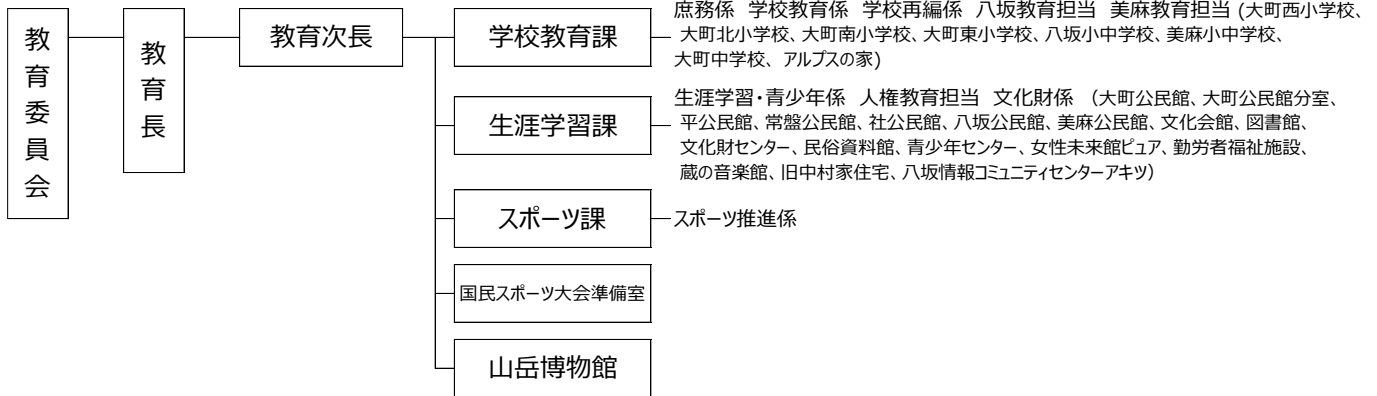 教育委員会
教育長
教育次長
学校教育課
庶務係 学校教育係 学校再編係 八坂教育担当 美麻教育担当 (大町西小学校、
大町北小学校、大町南小学校、大町東小学校、八坂小中学校、美麻小中学校、
大町中学校、アルプスの家)
生涯学習課
生涯学習・青少年係 人権教育担当 文化財係 （大町公民館、大町公民館分室、
平公民館、常盤公民館、社公民館、八坂公民館、美麻公民館、文化会館、図書館、
文化財センター、民俗資料館、青少年センター、女性未来館ピュア、勤労者福祉施設、
蔵の音楽館、旧中村家住宅、八坂情報コミュニティセンターアキツ）
スポーツ課
スポーツ推進係
国民スポーツ大会準備室
山岳博物館